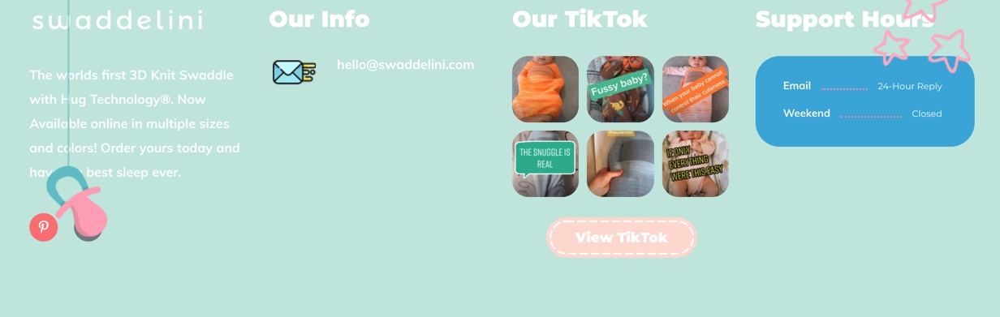 swaddelini
The worlds first 3D Knit Swaddle
with Hug Technology®. Now
Available online in multiple sizes
and colors! Order yours today and
have best sleep ever.
Our Info
hello@swaddelini.com
Our TikTok
Fussy baby?
When your baby cannot
control their cuteness
THE SNUGGLE IS
REAL
IF ONLY
EVERYTHING
WERE THIS EASY
View TikTok
Support Hours
Email 24-Hour Reply
Weekend Closed